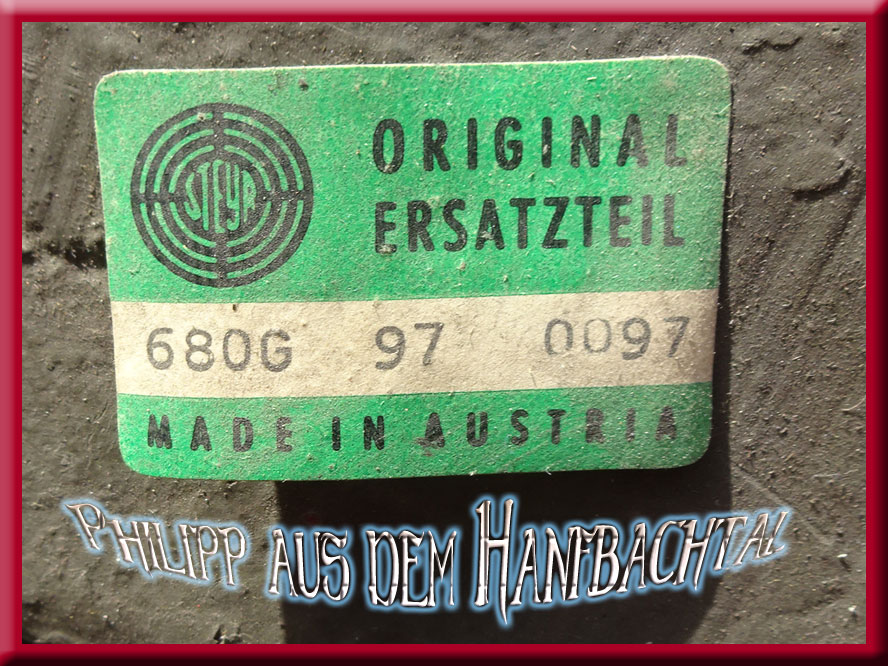 STEYR
ORIGINAL
ERSATZTEIL
680G 97 0097
MADE IN AUSTRIA
PHILIPP AUS DEM HANFBACHTAL